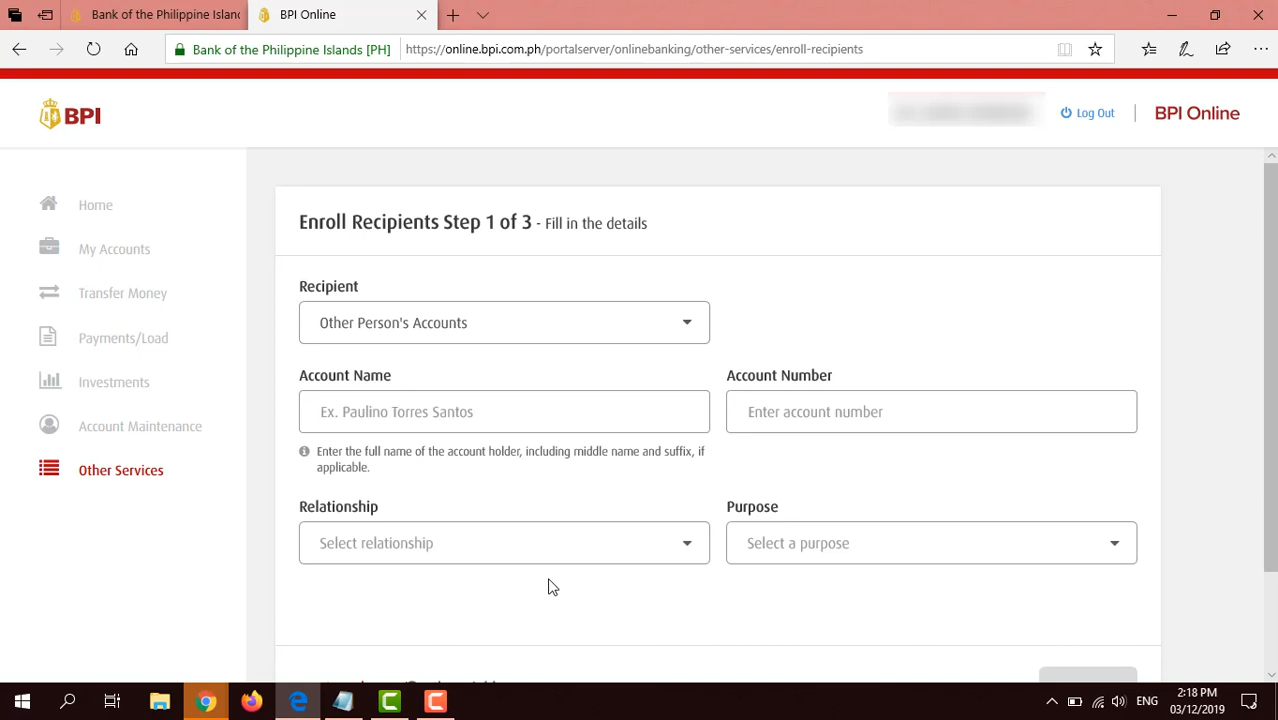 Bank of the Philippine Island
BPI Online
Bank of the Philippine Islands [PH]
https://online.bpi.com.ph/portalserver/onlinebanking/other-services/enroll-recipients
BPI
Log Out
BPI Online
Home
My Accounts
Transfer Money
Payments/Load
Investments
Account Maintenance
Other Services
Enroll Recipients Step 1 of 3 - Fill in the details
Recipient
Other Person's Accounts
Account Name
Account Number
Ex. Paulino Torres Santos
Enter account number
Enter the full name of the account holder, including middle name and suffix, if
applicable.
Relationship
Purpose
Select relationship
Select a purpose
ENG
2:18 PM
03/12/2019